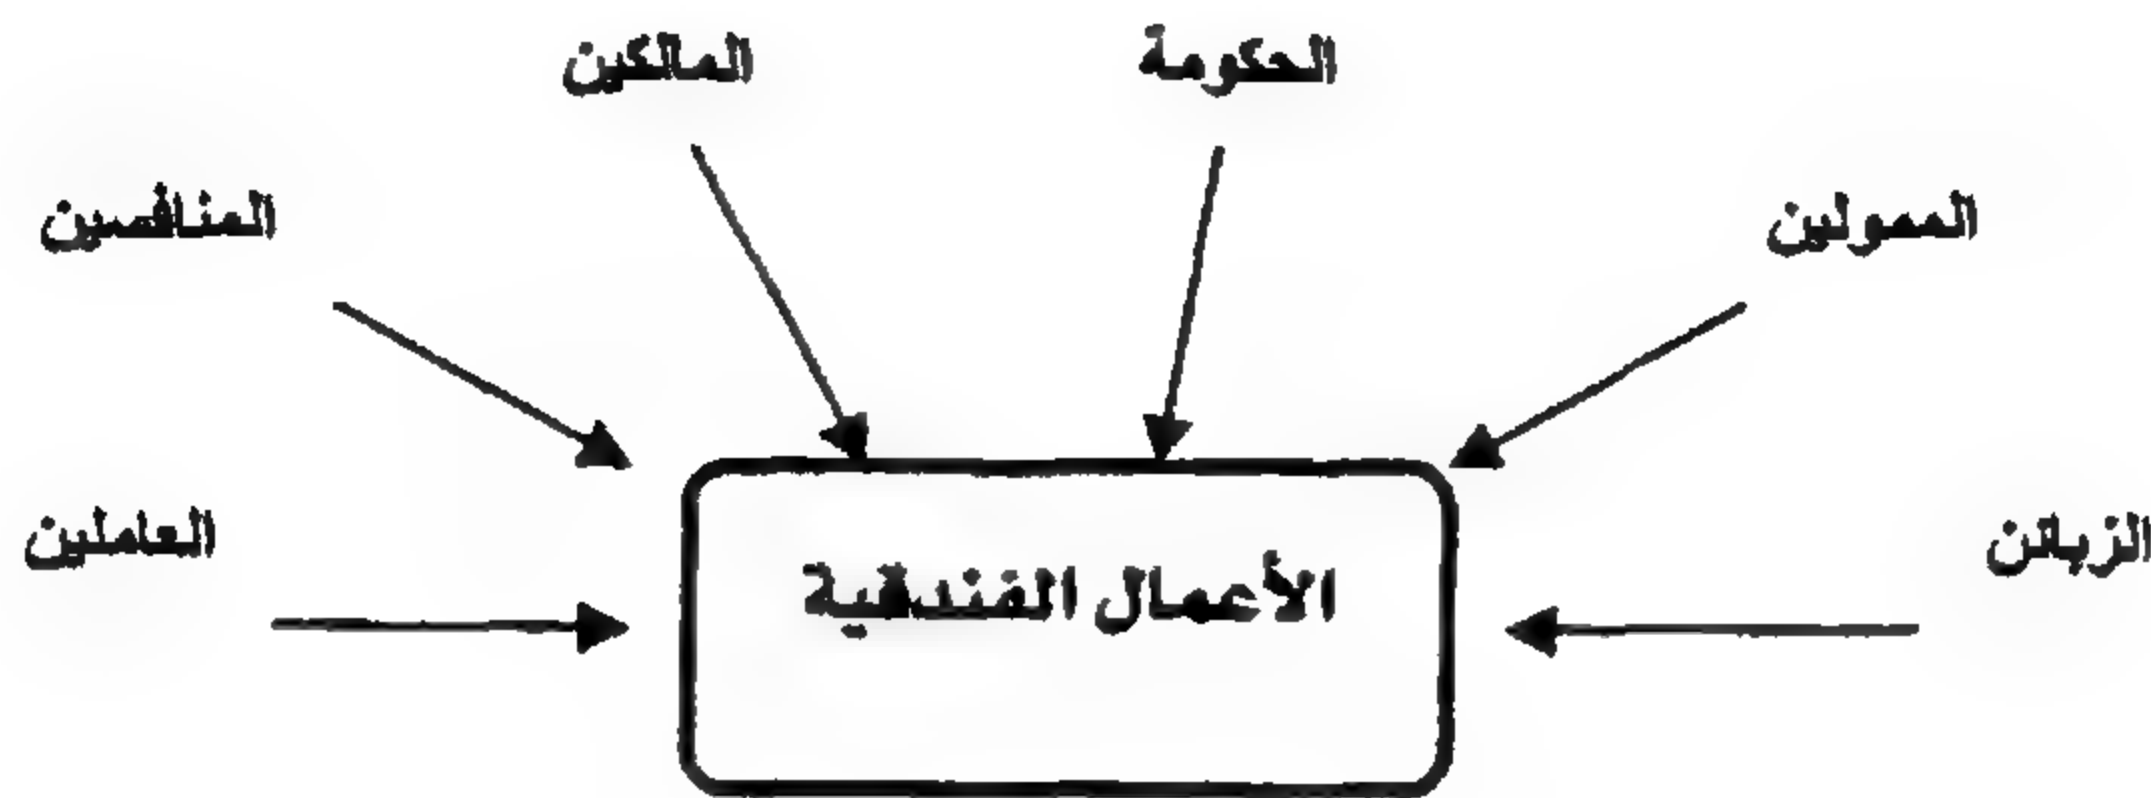 الحكومة
المالكين
الممولين
المنافسين
الزبائن
العاملين
الأعمال الفندقية